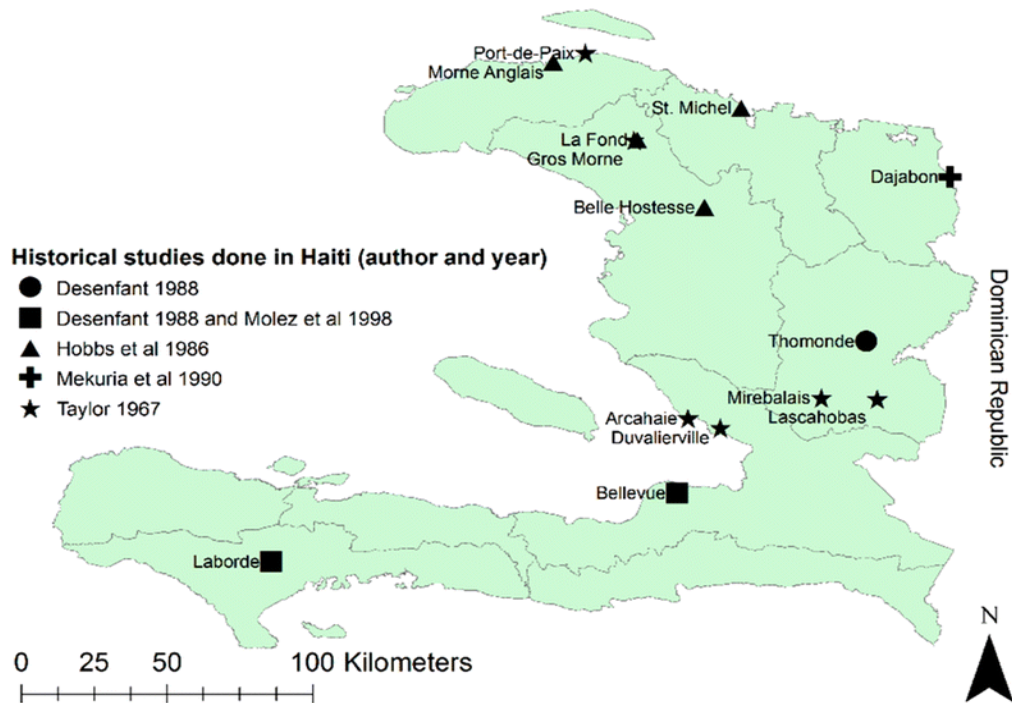 Port-de-Paix
Morne Anglais
St. Michel
La Fond
Gros Morne
Dajabon
Belle Hostesse
Historical studies done in Haiti (author and year)
Desenfant 1988
Desenfant 1988 and Molez et al 1998
Hobbs et al 1986
Mekuria et al 1990
Taylor 1967
Dominican Republic
Thomonde
Mirebalais
Lascahobas
Arcahaie
Duvalierville
Bellevue
Laborde
N
0 25 50 100 Kilometers